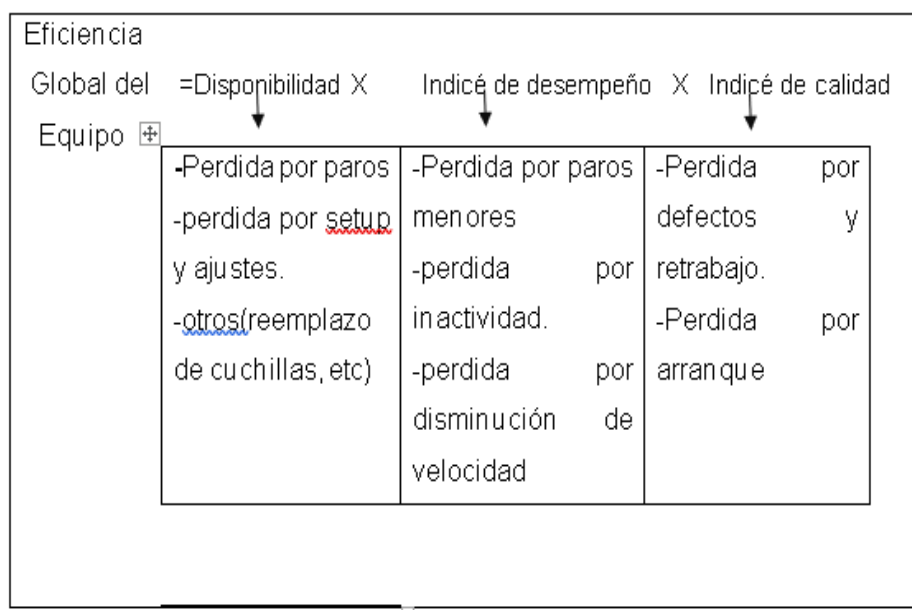 Eficiencia
Global del =Disponibilidad X Indicé de desempeño X Indicé de calidad
Equipo
-Perdida por paros
-perdida por setup
y ajustes.
-otros(reemplazo
de cuchillas, etc)
-Perdida por paros
menores
-perdida por
inactividad.
-perdida por
disminución de
velocidad
-Perdida por
defectos y
retrabajo.
-Perdida por
arranque